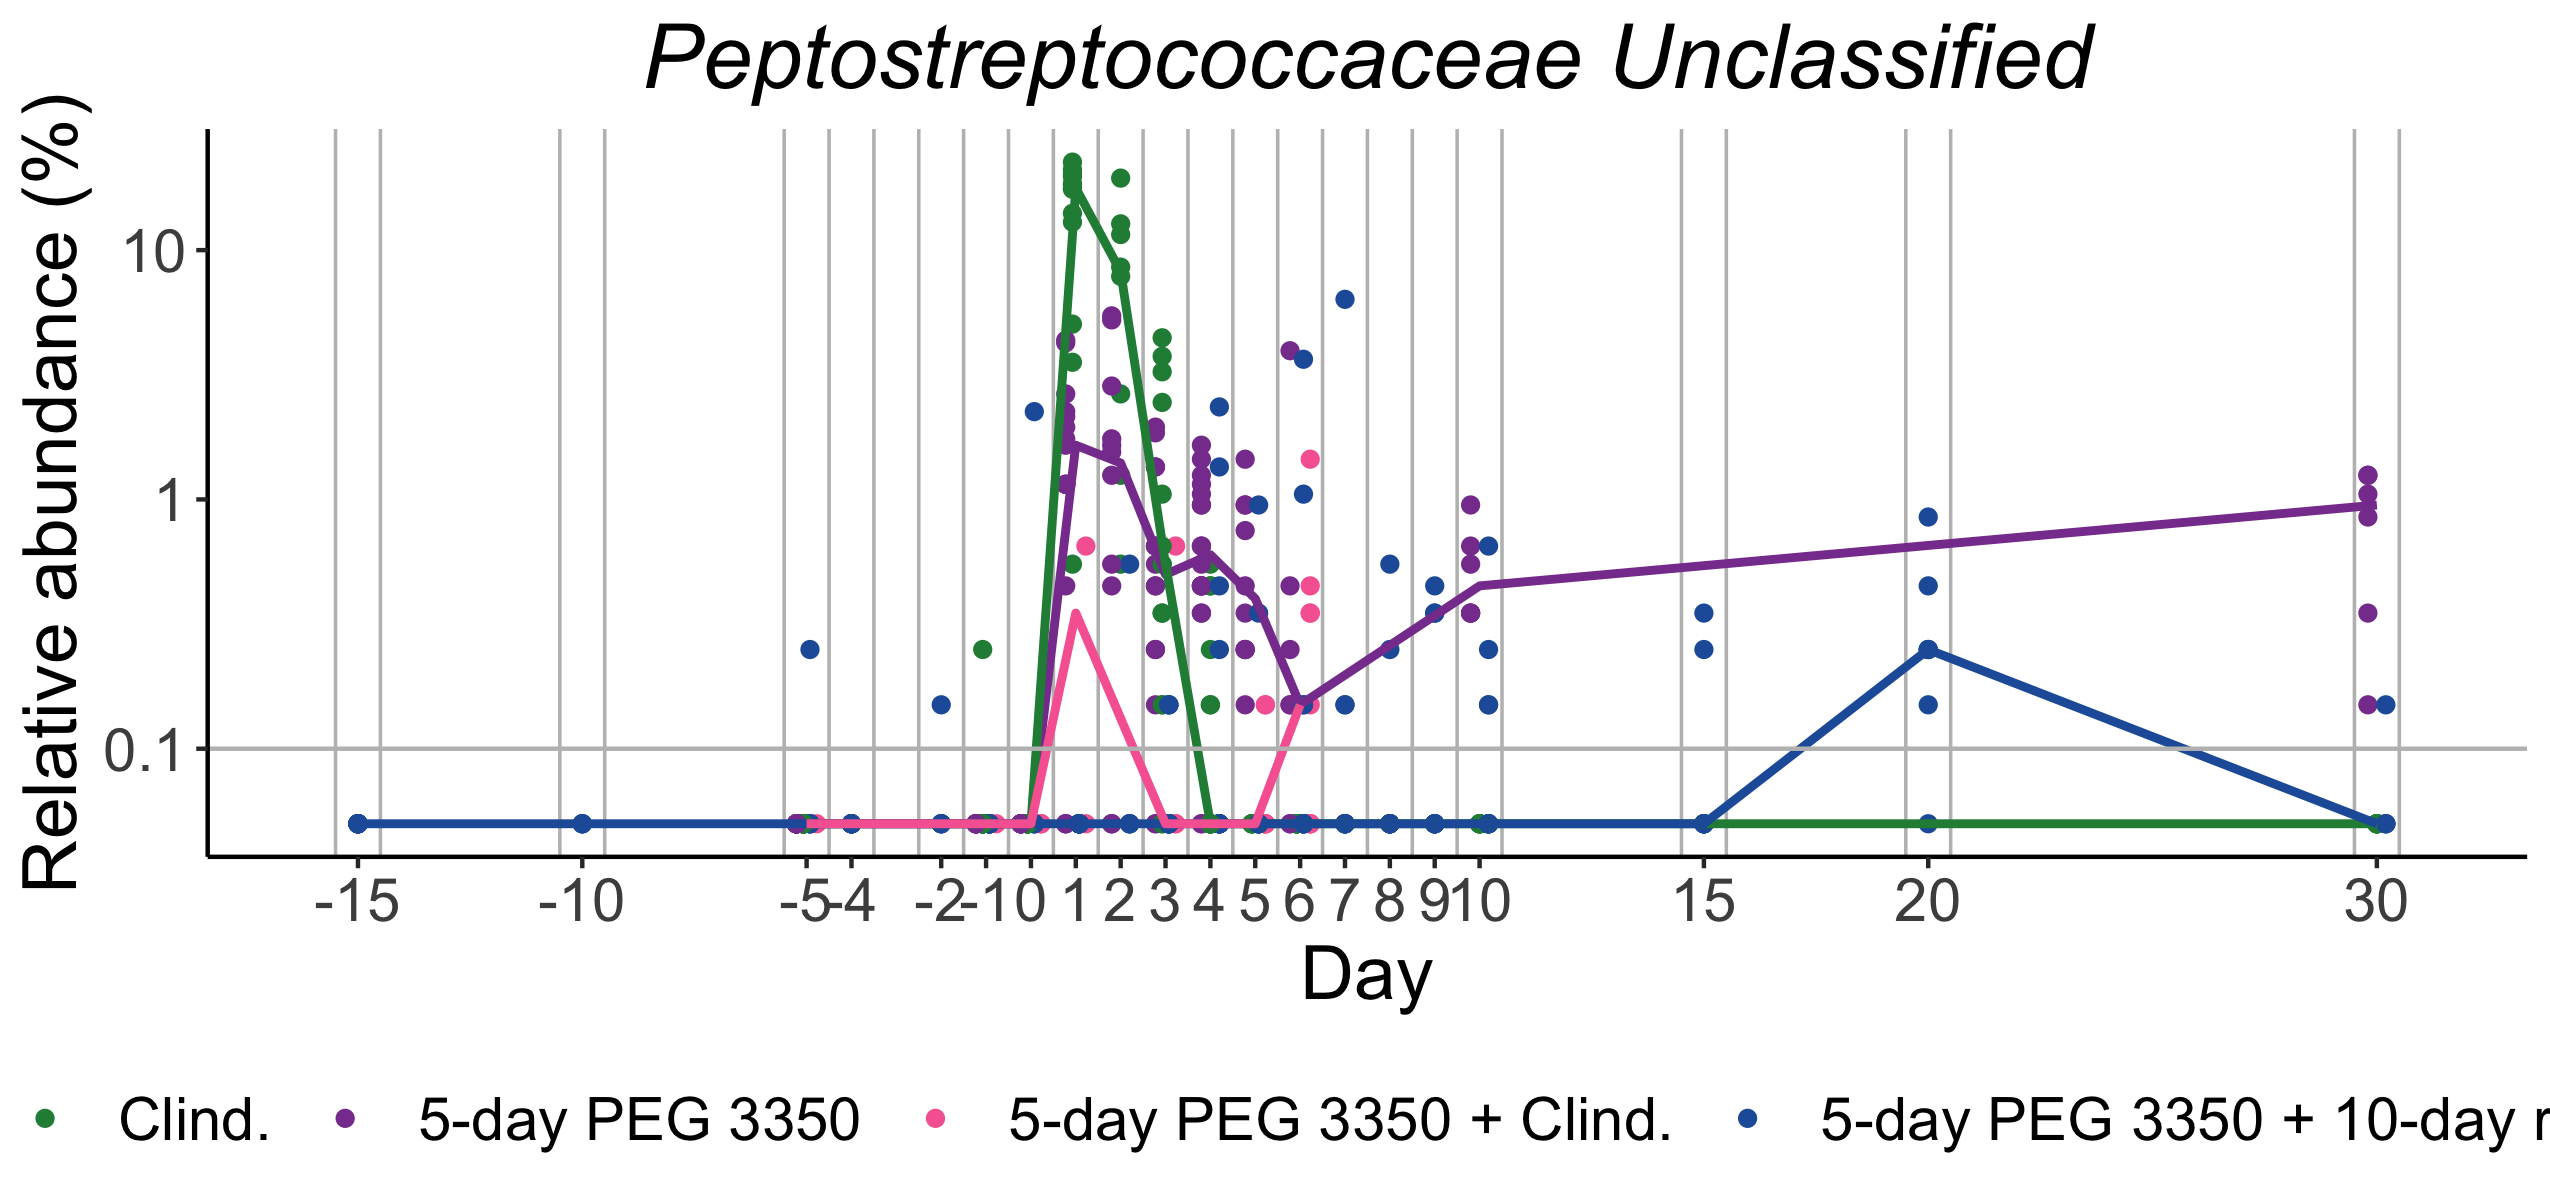 Peptostreptococcaceae Unclassified
Relative abundance (%)
10
1
0.1
-15 -10 -5 -4 -2 -1 0 1 2 3 4 5 6 7 8 9 10 15 20 30
Day
Clind. 5-day PEG 3350 5-day PEG 3350 + Clind. 5-day PEG 3350 + 10-day r